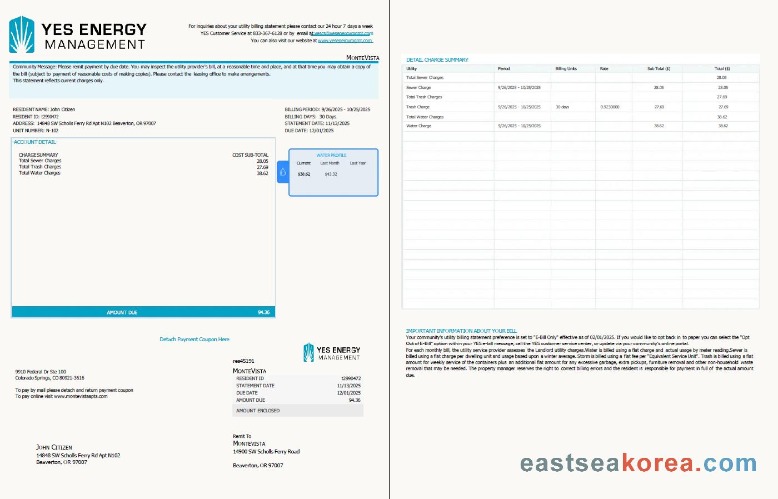 YES ENERGY
MANAGEMENT
For inquiries about your utility billing statement please contact our 24 hour 7 days a week
YES Customer Service at 833-367-6128 or by email at
You can also visit our website at
MONTEVISTA
Community Message: Please remit payment by due date. You may inspect the utility provider's bill, at a reasonable time and place, and at that time you may obtain a copy of
the bill (subject to payment of reasonable costs of making copies). Please contact the leasing office to make arrangements.
This statement reflects current charges only.
RESIDENT NAME: John Citizen
RESIDENT ID: t2990472
ADDRESS: 14848 SW Scholls Ferry Rd Apt N102 Beaverton, OR 97007
UNIT NUMBER: N-102
BILLING PERIOD: 9/26/2025 - 10/25/2025
BILLING DAYS: 30 Days
STATEMENT DATE: 11/13/2025
DUE DATE: 12/01/2025
ACCOUNT DETAIL
CHARGE SUMMARY COST SUB-TOTAL
Total Sewer Charges 28.05
Total Trash Charges 27.69
Total Water Charges 38.62
WATER PROFILE
Current Last Month Last Year
$38.62 $43.32
AMOUNT DUE 94.36
Detach Payment Coupon Here
YES ENERGY
MANAGEMENT
res45191
9910 Federal Dr Ste 100
Colorado Springs, CO 80921-3616
To pay by mail please detach and return payment coupon
To pay online visit www.montevistaapts.com
MONTEVISTA
RESIDENT ID t2990472
STATEMENT DATE 11/13/2025
DUE DATE 12/01/2025
AMOUNT DUE 94.36
AMOUNT ENCLOSED
JOHN CITIZEN
14848 SW Scholls Ferry Rd Apt N102
Beaverton, OR 97007
Remit To
MONTEVISTA
14900 SW Scholls Ferry Road
Beaverton, OR 97007
DETAIL CHARGE SUMMARY
Utility Period Billing Units Rate Sub Total ($) Total ($)
Total Sewer Charges 28.05
Sewer Charge 9/26/2025 - 10/25/2025 28.05 28.05
Total Trash Charges 27.69
Trash Charge 9/26/2025 - 10/25/2025 30 days 0.9230000 27.69 27.69
Total Water Charges 38.62
Water Charge 9/26/2025 - 10/25/2025 38.62 38.62
IMPORTANT INFORMATION ABOUT YOUR BILL
Your community's utility billing statement preference is set to "E-Bill Only" effective as of 02/01/2025. If you would like to opt back in to paper you can select the "Opt
Out of E-Bill" option within your YES e-bill message, call the YES customer service center, or update via your community's online portal.
For each monthly bill, the utility service provider assesses the Landlord utility charges. Water is billed using a flat charge and actual usage by meter reading. Sewer is
billed using a flat charge per dwelling unit and usage based upon a winter average. Storm is billed using a flat fee per "Equivalent Service Unit". Trash is billed using a flat
amount for weekly service of the containers plus an additional flat amount for any excessive garbage, extra pickups, furniture removal and other non-household waste
removal that may be needed. The property manager reserves the right to correct billing errors and the resident is responsible for payment in full of the actual amount
due.
eastseakorea.com